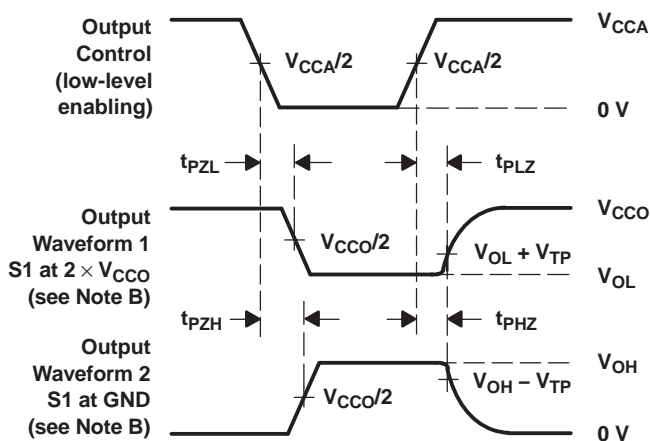 Output
Control
(low-level
enabling)
V_CCA
V_CCA/2
V_CCA/2
0 V
t_PZL
t_PLZ
Output
Waveform 1
S1 at 2 × V_CCO
(see Note B)
V_CCO
V_CCO/2
V_OL + V_TP
V_OL
t_PZH
t_PHZ
Output
Waveform 2
S1 at GND
(see Note B)
V_OH
V_OH − V_TP
V_CCO/2
0 V